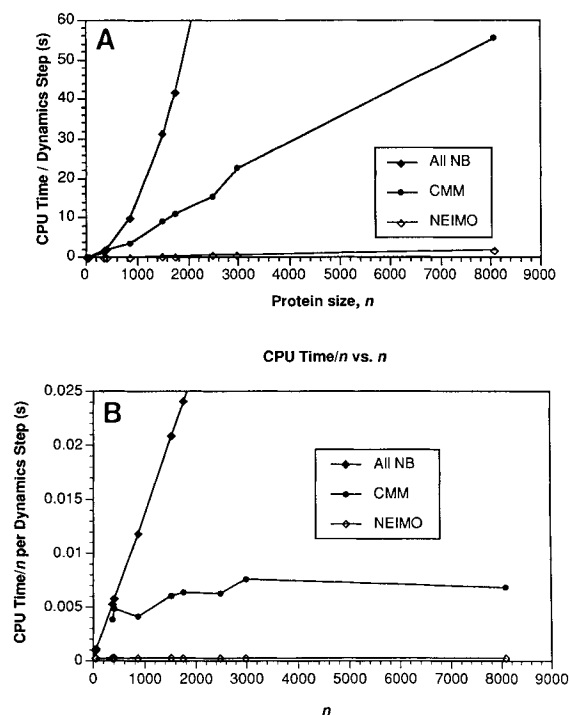 A
60
50
40
30
20
10
0
CPU Time / Dynamics Step (s)
All NB
CMM
NEIMO
0 1000 2000 3000 4000 5000 6000 7000 8000 9000
Protein size, n
CPU Time/n vs. n
B
0.025
0.02
0.015
0.01
0.005
0
CPU Time/n per Dynamics Step (s)
All NB
CMM
NEIMO
0 1000 2000 3000 4000 5000 6000 7000 8000 9000
n